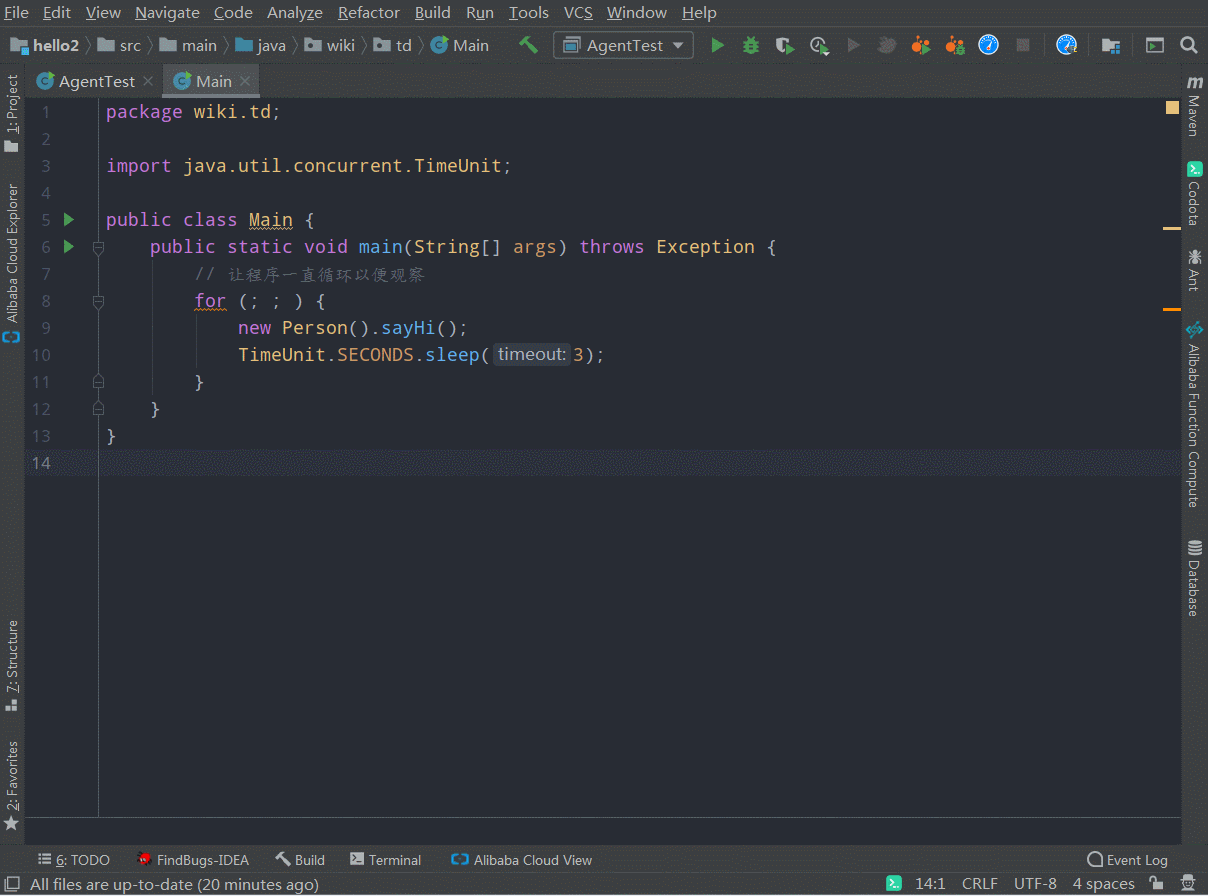 File Edit View Navigate Code Analyze Refactor Build Run Tools VCS Window Help
hello2 src main java wiki td Main AgentTest
AgentTest Main
1 package wiki.td;
2
3 import java.util.concurrent.TimeUnit;
4
5 public class Main {
6 public static void main(String[] args) throws Exception {
7 // 让程序一直循环以便观察
8 for (; ; ) {
9 new Person().sayHi();
10 TimeUnit.SECONDS.sleep( timeout: 3);
11 }
12 }
13 }
14
1: Project
Alibaba Cloud Explorer
7: Structure
2: Favorites
m Maven
Codota
Ant
Alibaba Function Compute
Database
6: TODO FindBugs-IDEA Build Terminal Alibaba Cloud View Event Log
All files are up-to-date (20 minutes ago) 14:1 CRLF UTF-8 4 spaces